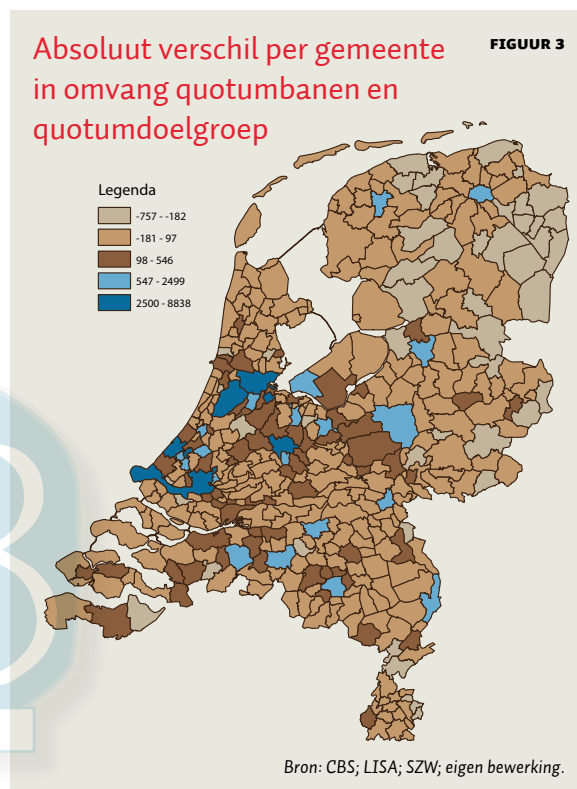 Absoluut verschil per gemeente
in omvang quotumbanen en
quotumdoelgroep
FIGUUR 3
Legenda
-757 - -182
-181 - 97
98 - 546
547 - 2499
2500 - 8838
Bron: CBS; LISA; SZW; eigen bewerking.